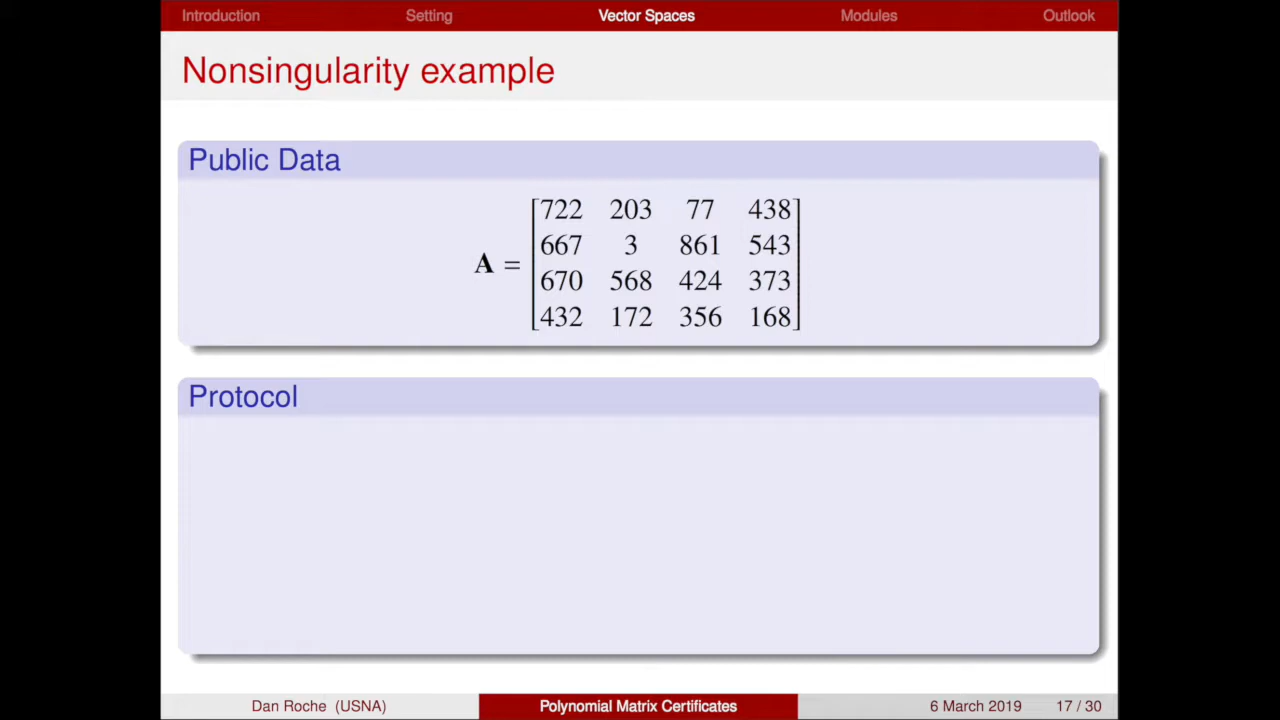 Introduction Setting Vector Spaces Modules Outlook
Nonsingularity example
Public Data
A = [722 203 77 438
667 3 861 543
670 568 424 373
432 172 356 168]
Protocol
Dan Roche (USNA) Polynomial Matrix Certificates 6 March 2019 17 / 30